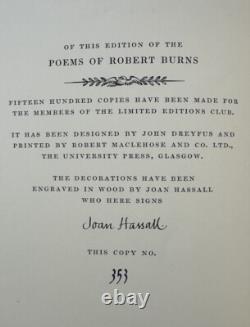 OF THIS EDITION OF THE
POEMS OF ROBERT BURNS
FIFTEEN HUNDRED COPIES HAVE BEEN MADE FOR
THE MEMBERS OF THE LIMITED EDITIONS CLUB.
IT HAS BEEN DESIGNED BY JOHN DREYFUS AND
PRINTED BY ROBERT MACLEHOSE AND CO. LTD.,
THE UNIVERSITY PRESS, GLASGOW.
THE DECORATIONS HAVE BEEN
ENGRAVED IN WOOD BY JOAN HASSALL
WHO HERE SIGNS
Joan Hassall
THIS COPY NO.
353
© 114